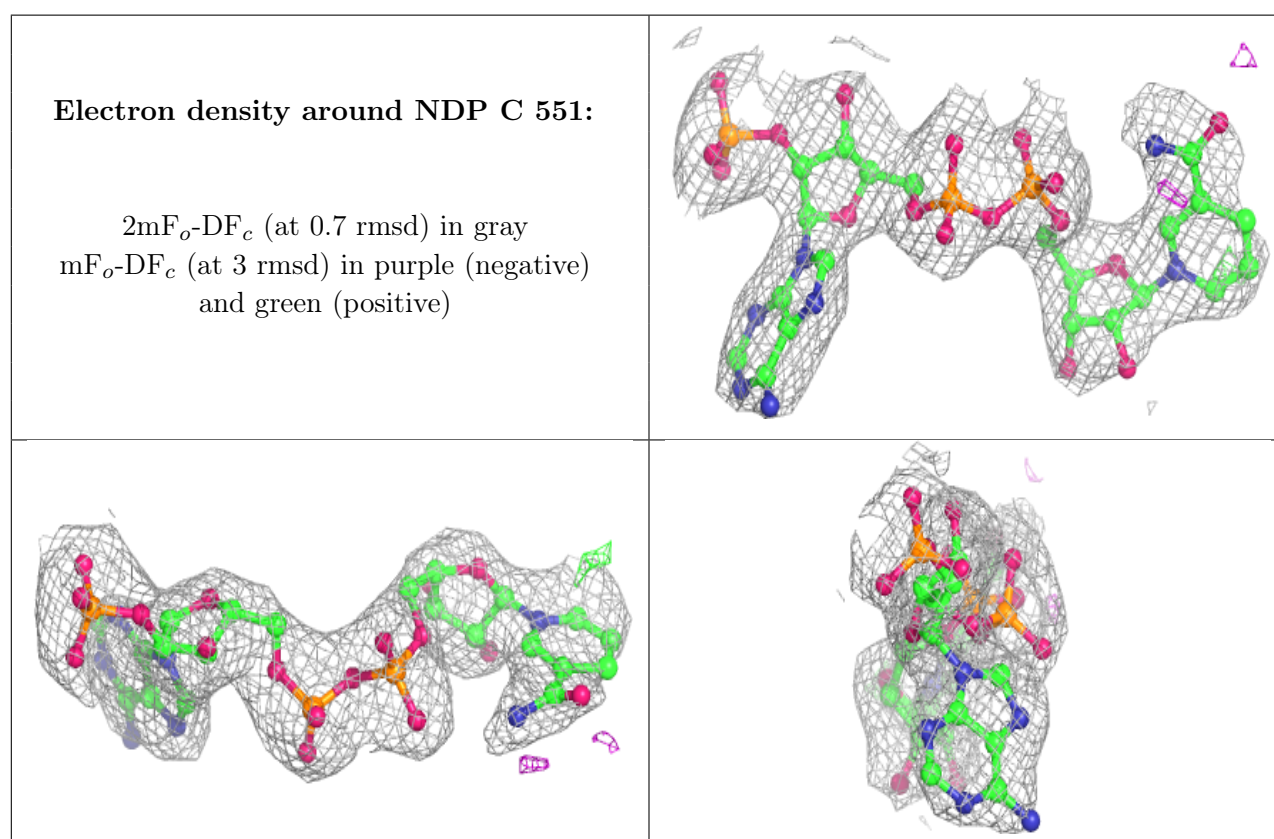 Electron density around NDP C 551:
2mFo-DFc (at 0.7 rmsd) in gray
mFo-DFc (at 3 rmsd) in purple (negative)
and green (positive)